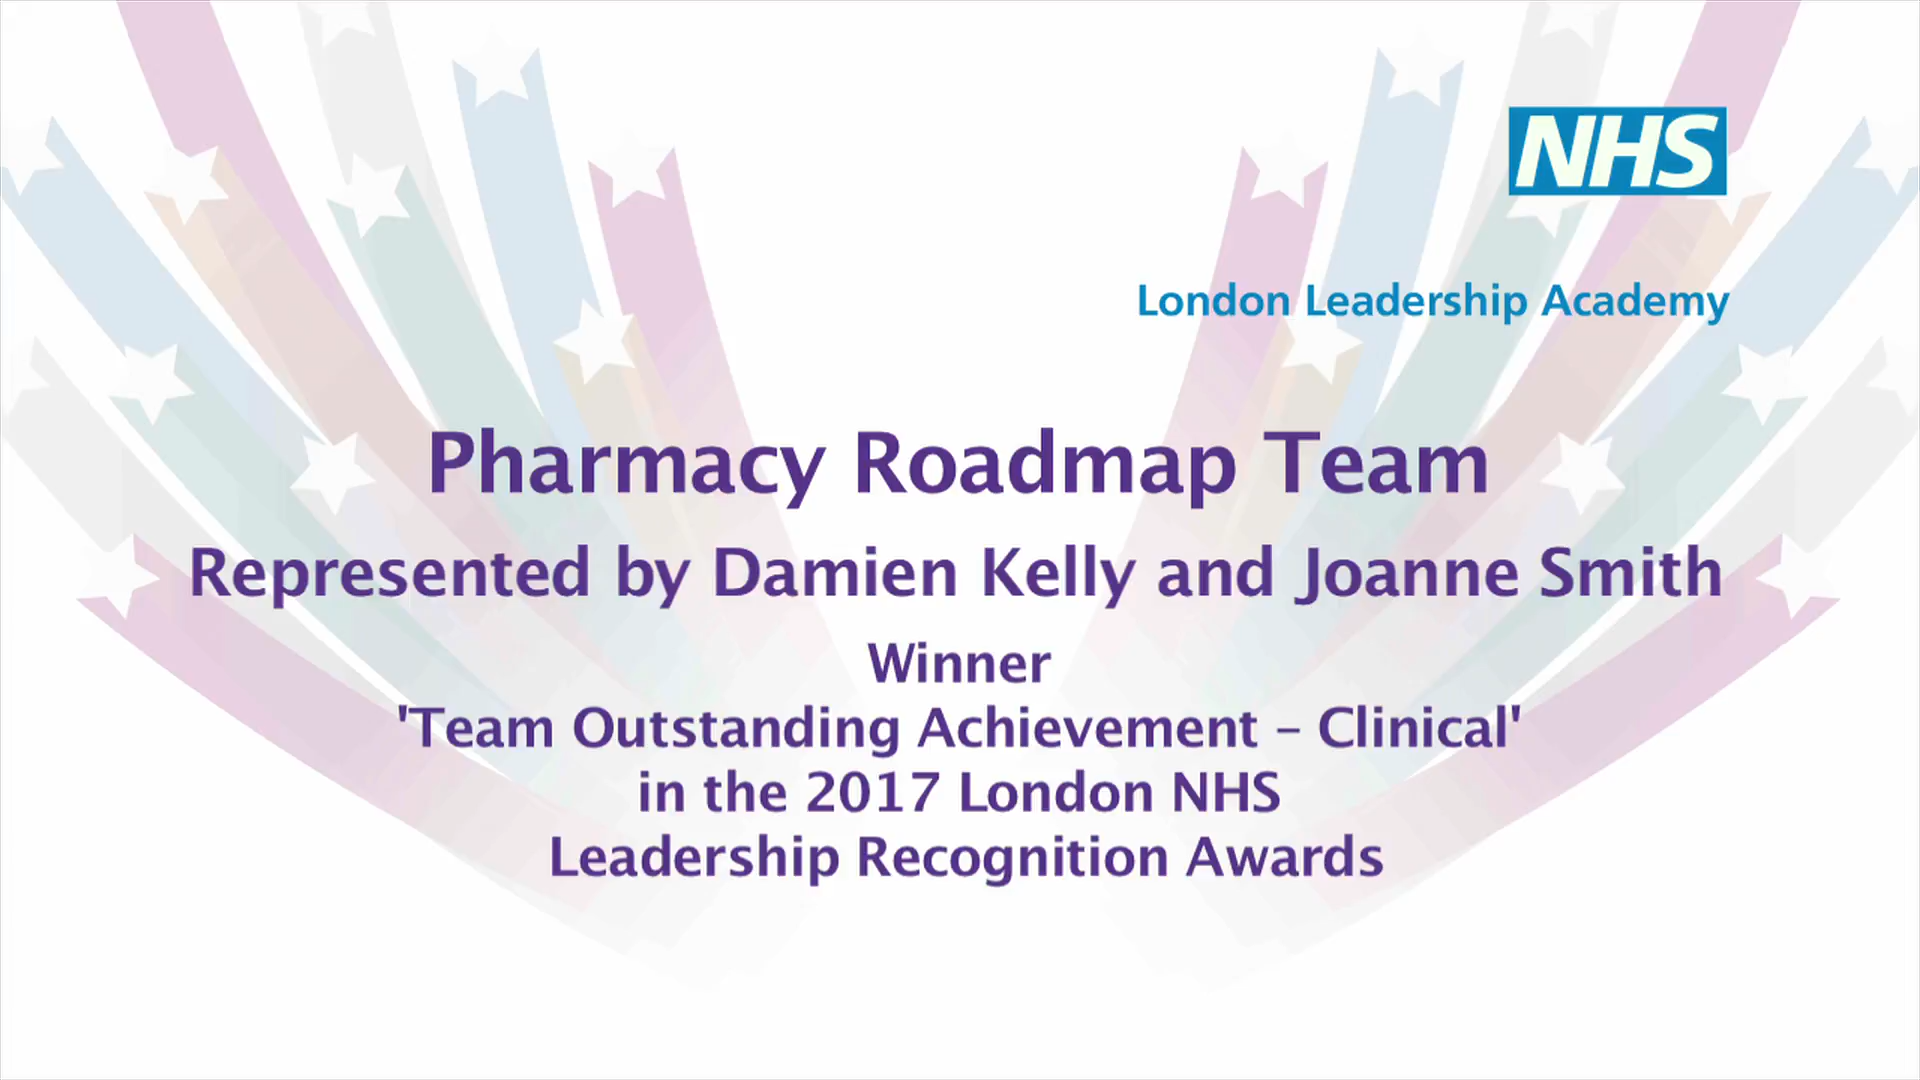 NHS
London Leadership Academy
Pharmacy Roadmap Team
Represented by Damien Kelly and Joanne Smith
Winner
'Team Outstanding Achievement – Clinical'
in the 2017 London NHS
Leadership Recognition Awards